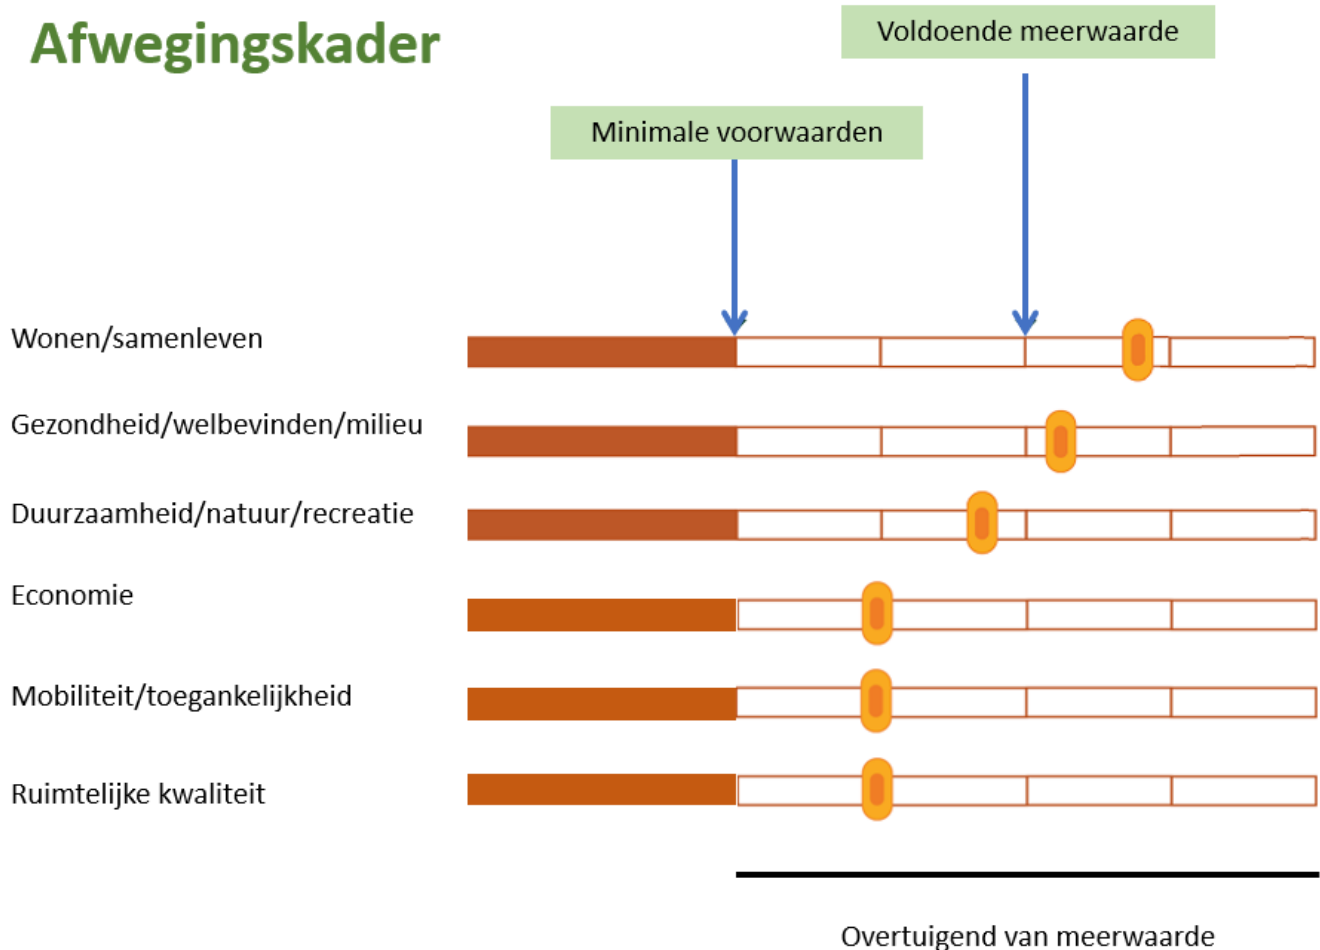 Afwegingskader
Voldoende meerwaarde
Minimale voorwaarden
Wonen/samenleven
Gezondheid/welbevinden/milieu
Duurzaamheid/natuur/recreatie
Economie
Mobiliteit/toegankelijkheid
Ruimtelijke kwaliteit
Overtuigend van meerwaarde